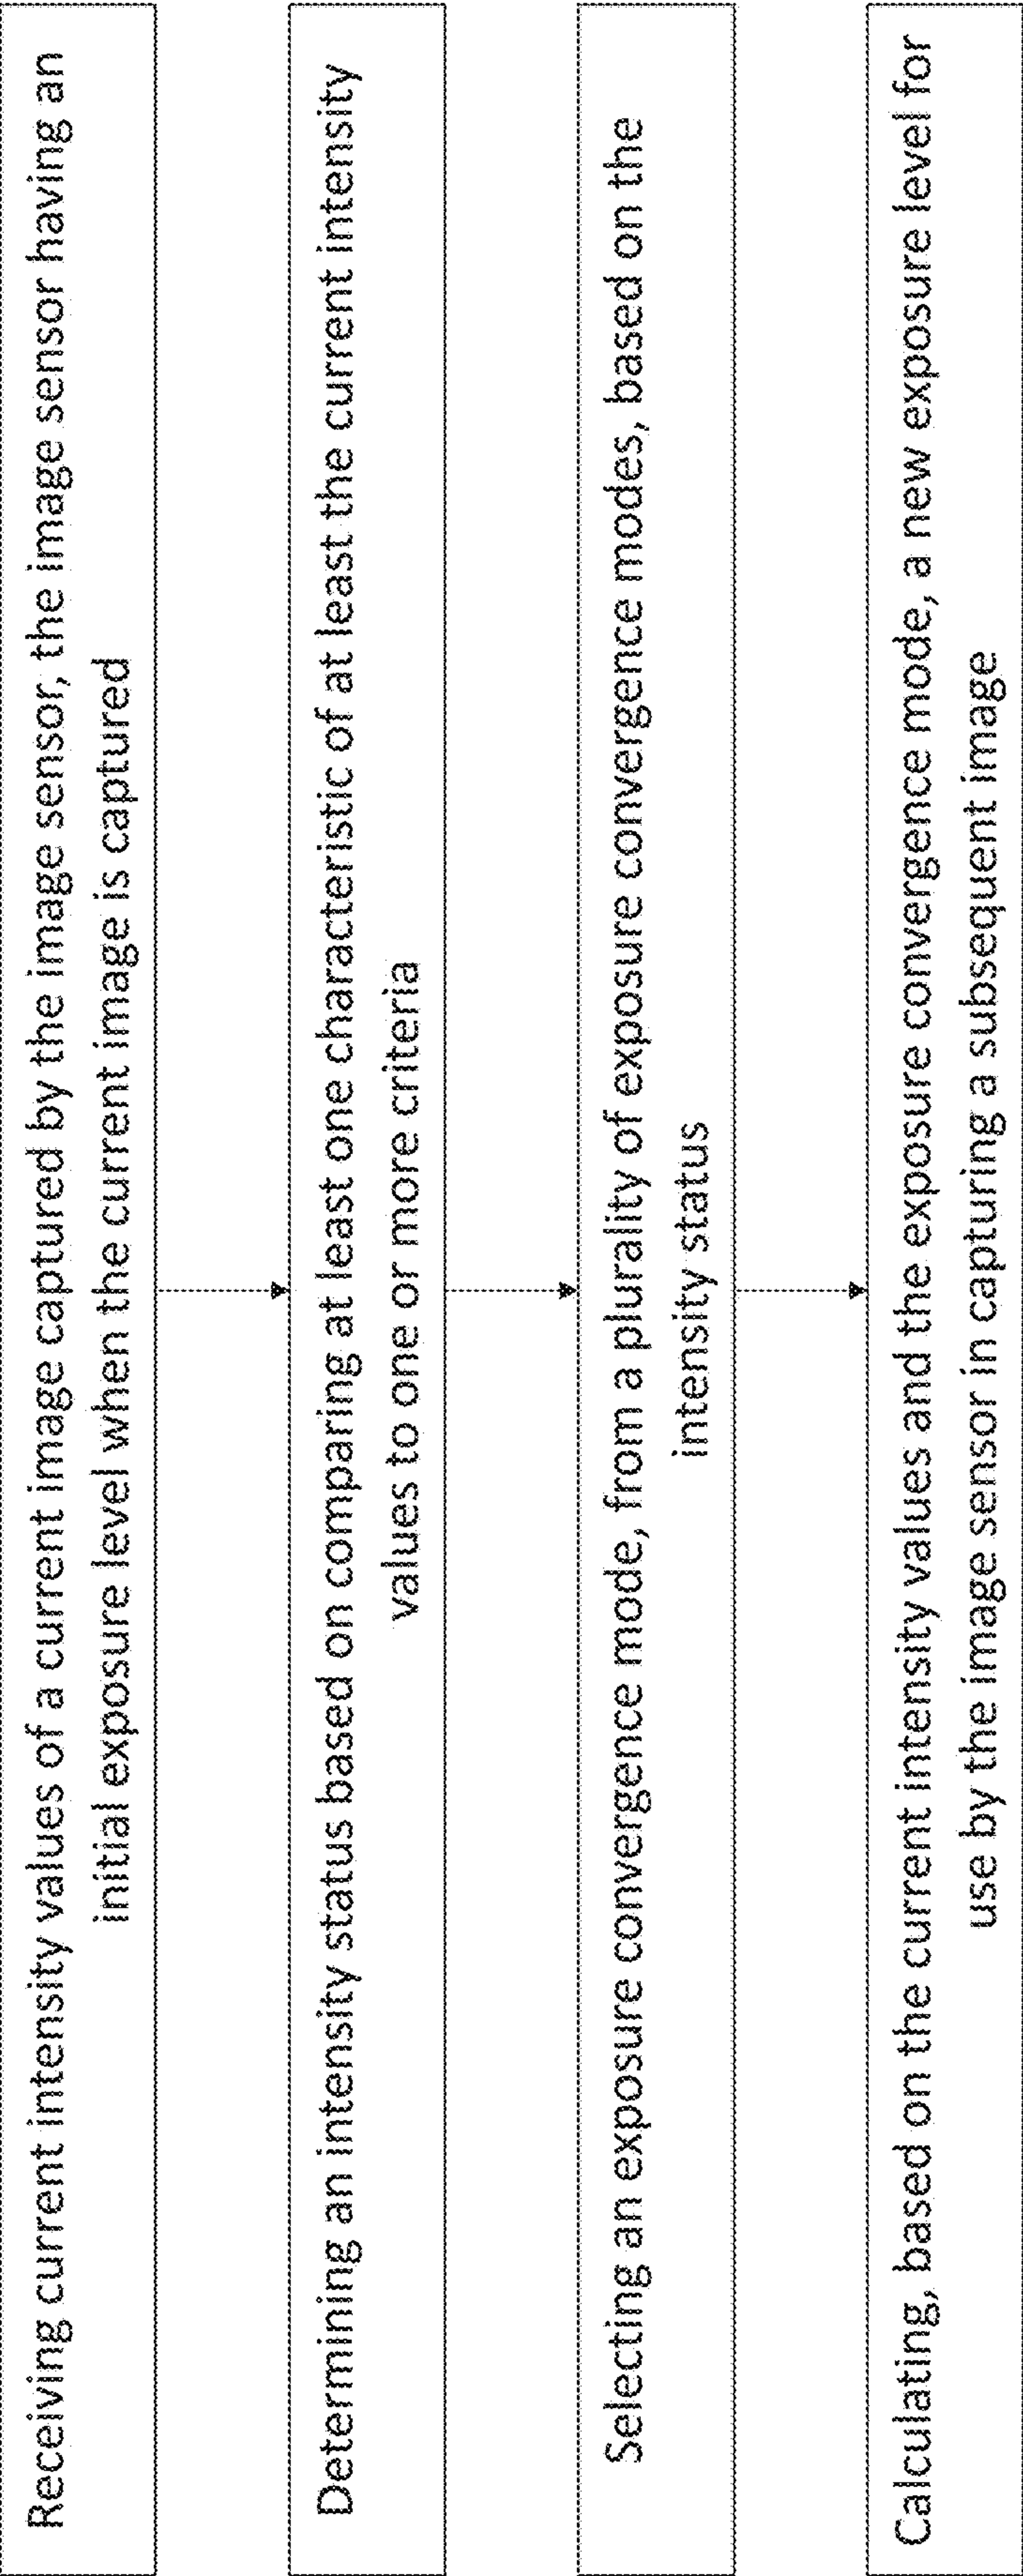 Receiving current intensity values of a current image captured by the image sensor, the image sensor having an
initial exposure level when the current image is captured
Determining an intensity status based on comparing at least one characteristic of at least the current intensity
values to one or more criteria
Selecting an exposure convergence mode, from a plurality of exposure convergence modes, based on the
intensity status
Calculating, based on the current intensity values and the exposure convergence mode, a new exposure level for
use by the image sensor in capturing a subsequent image